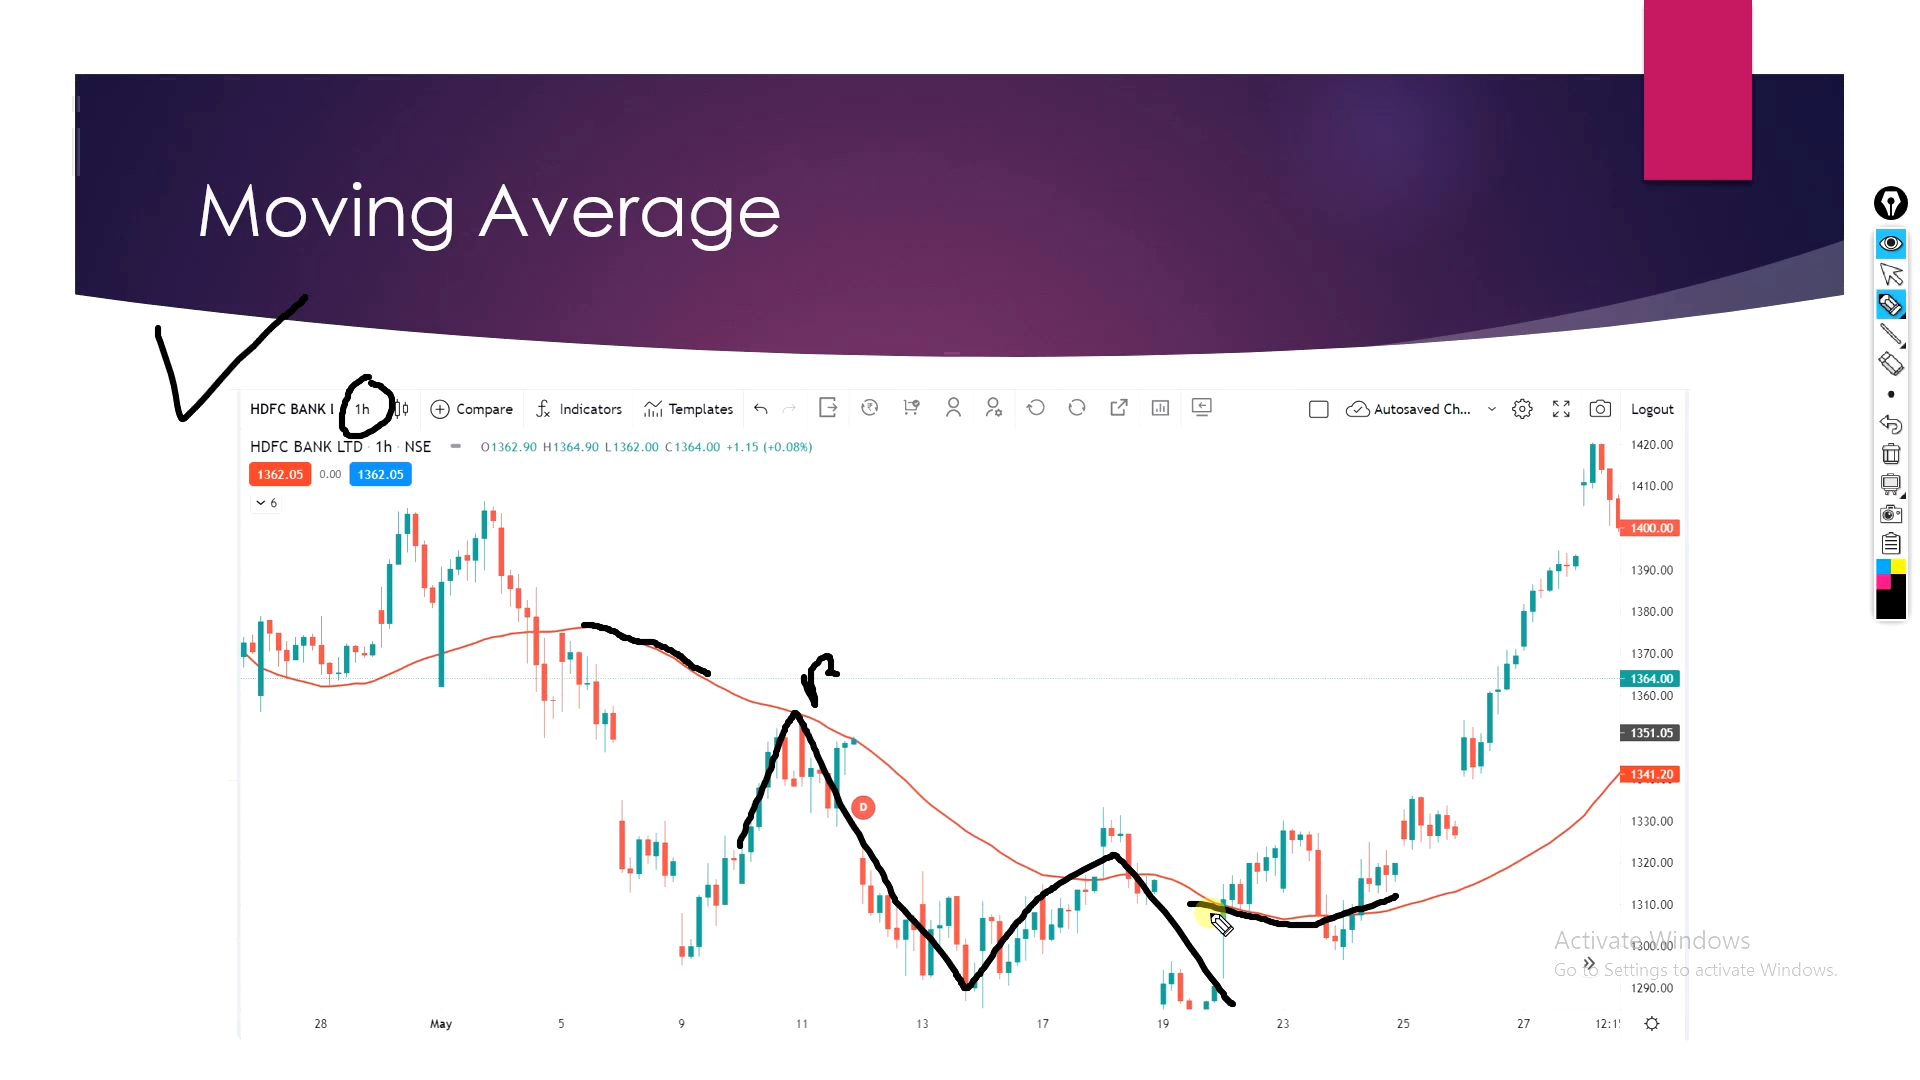 Moving Average
HDFC BANK L 1h Compare Indicators Templates Autosaved Ch... Logout
HDFC BANK LTD · 1h · NSE O1362.90 H1364.90 L1362.00 C1364.00 +1.15 (+0.08%)
1362.05 0.00 1362.05
6
1420.00
1410.00
1400.00
1390.00
1380.00
1370.00
1364.00
1360.00
1351.05
1341.20
D
1330.00
1320.00
1310.00
1300.00
1290.00
Activate Windows
Go to Settings to activate Windows.
28 May 5 9 11 13 17 19 23 25 27